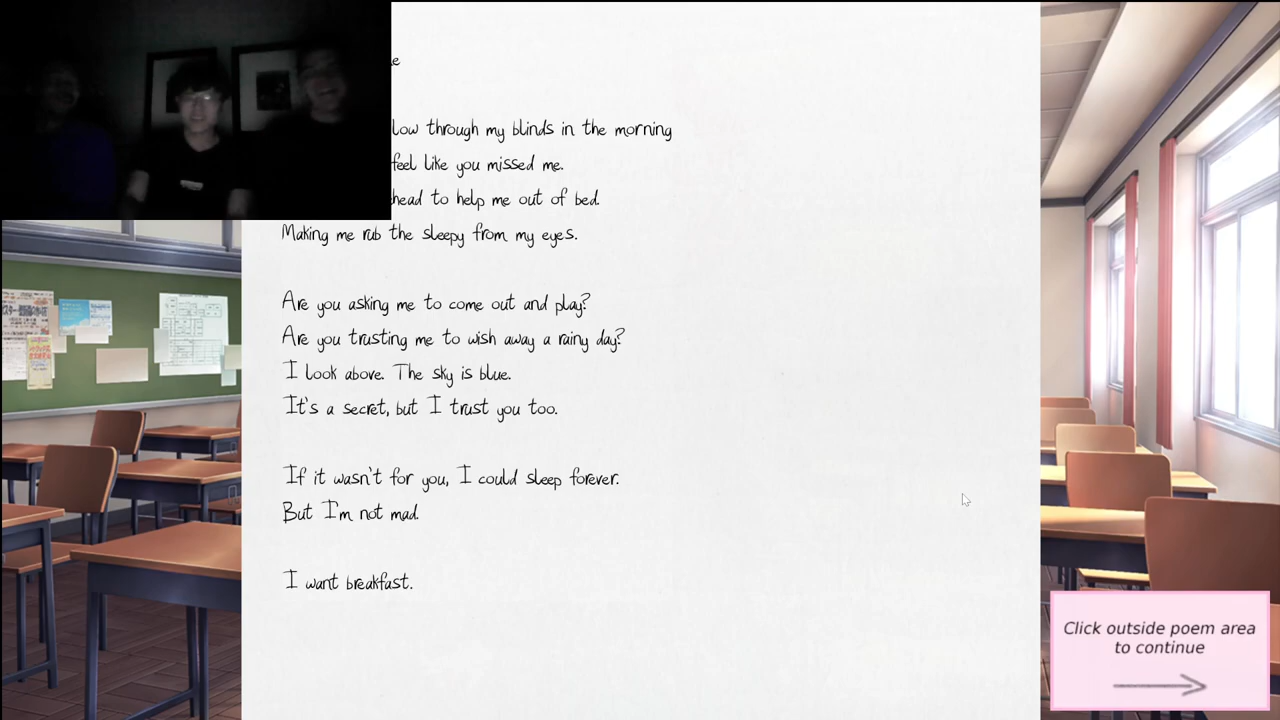 e
low through my blinds in the morning
feel like you missed me.
head to help me out of bed.
Making me rub the sleepy from my eyes.
Are you asking me to come out and play?
Are you trusting me to wish away a rainy day?
I look above. The sky is blue.
It's a secret, but I trust you too.
If it wasn't for you, I could sleep forever.
But I'm not mad.
I want breakfast.
Click outside poem area
to continue